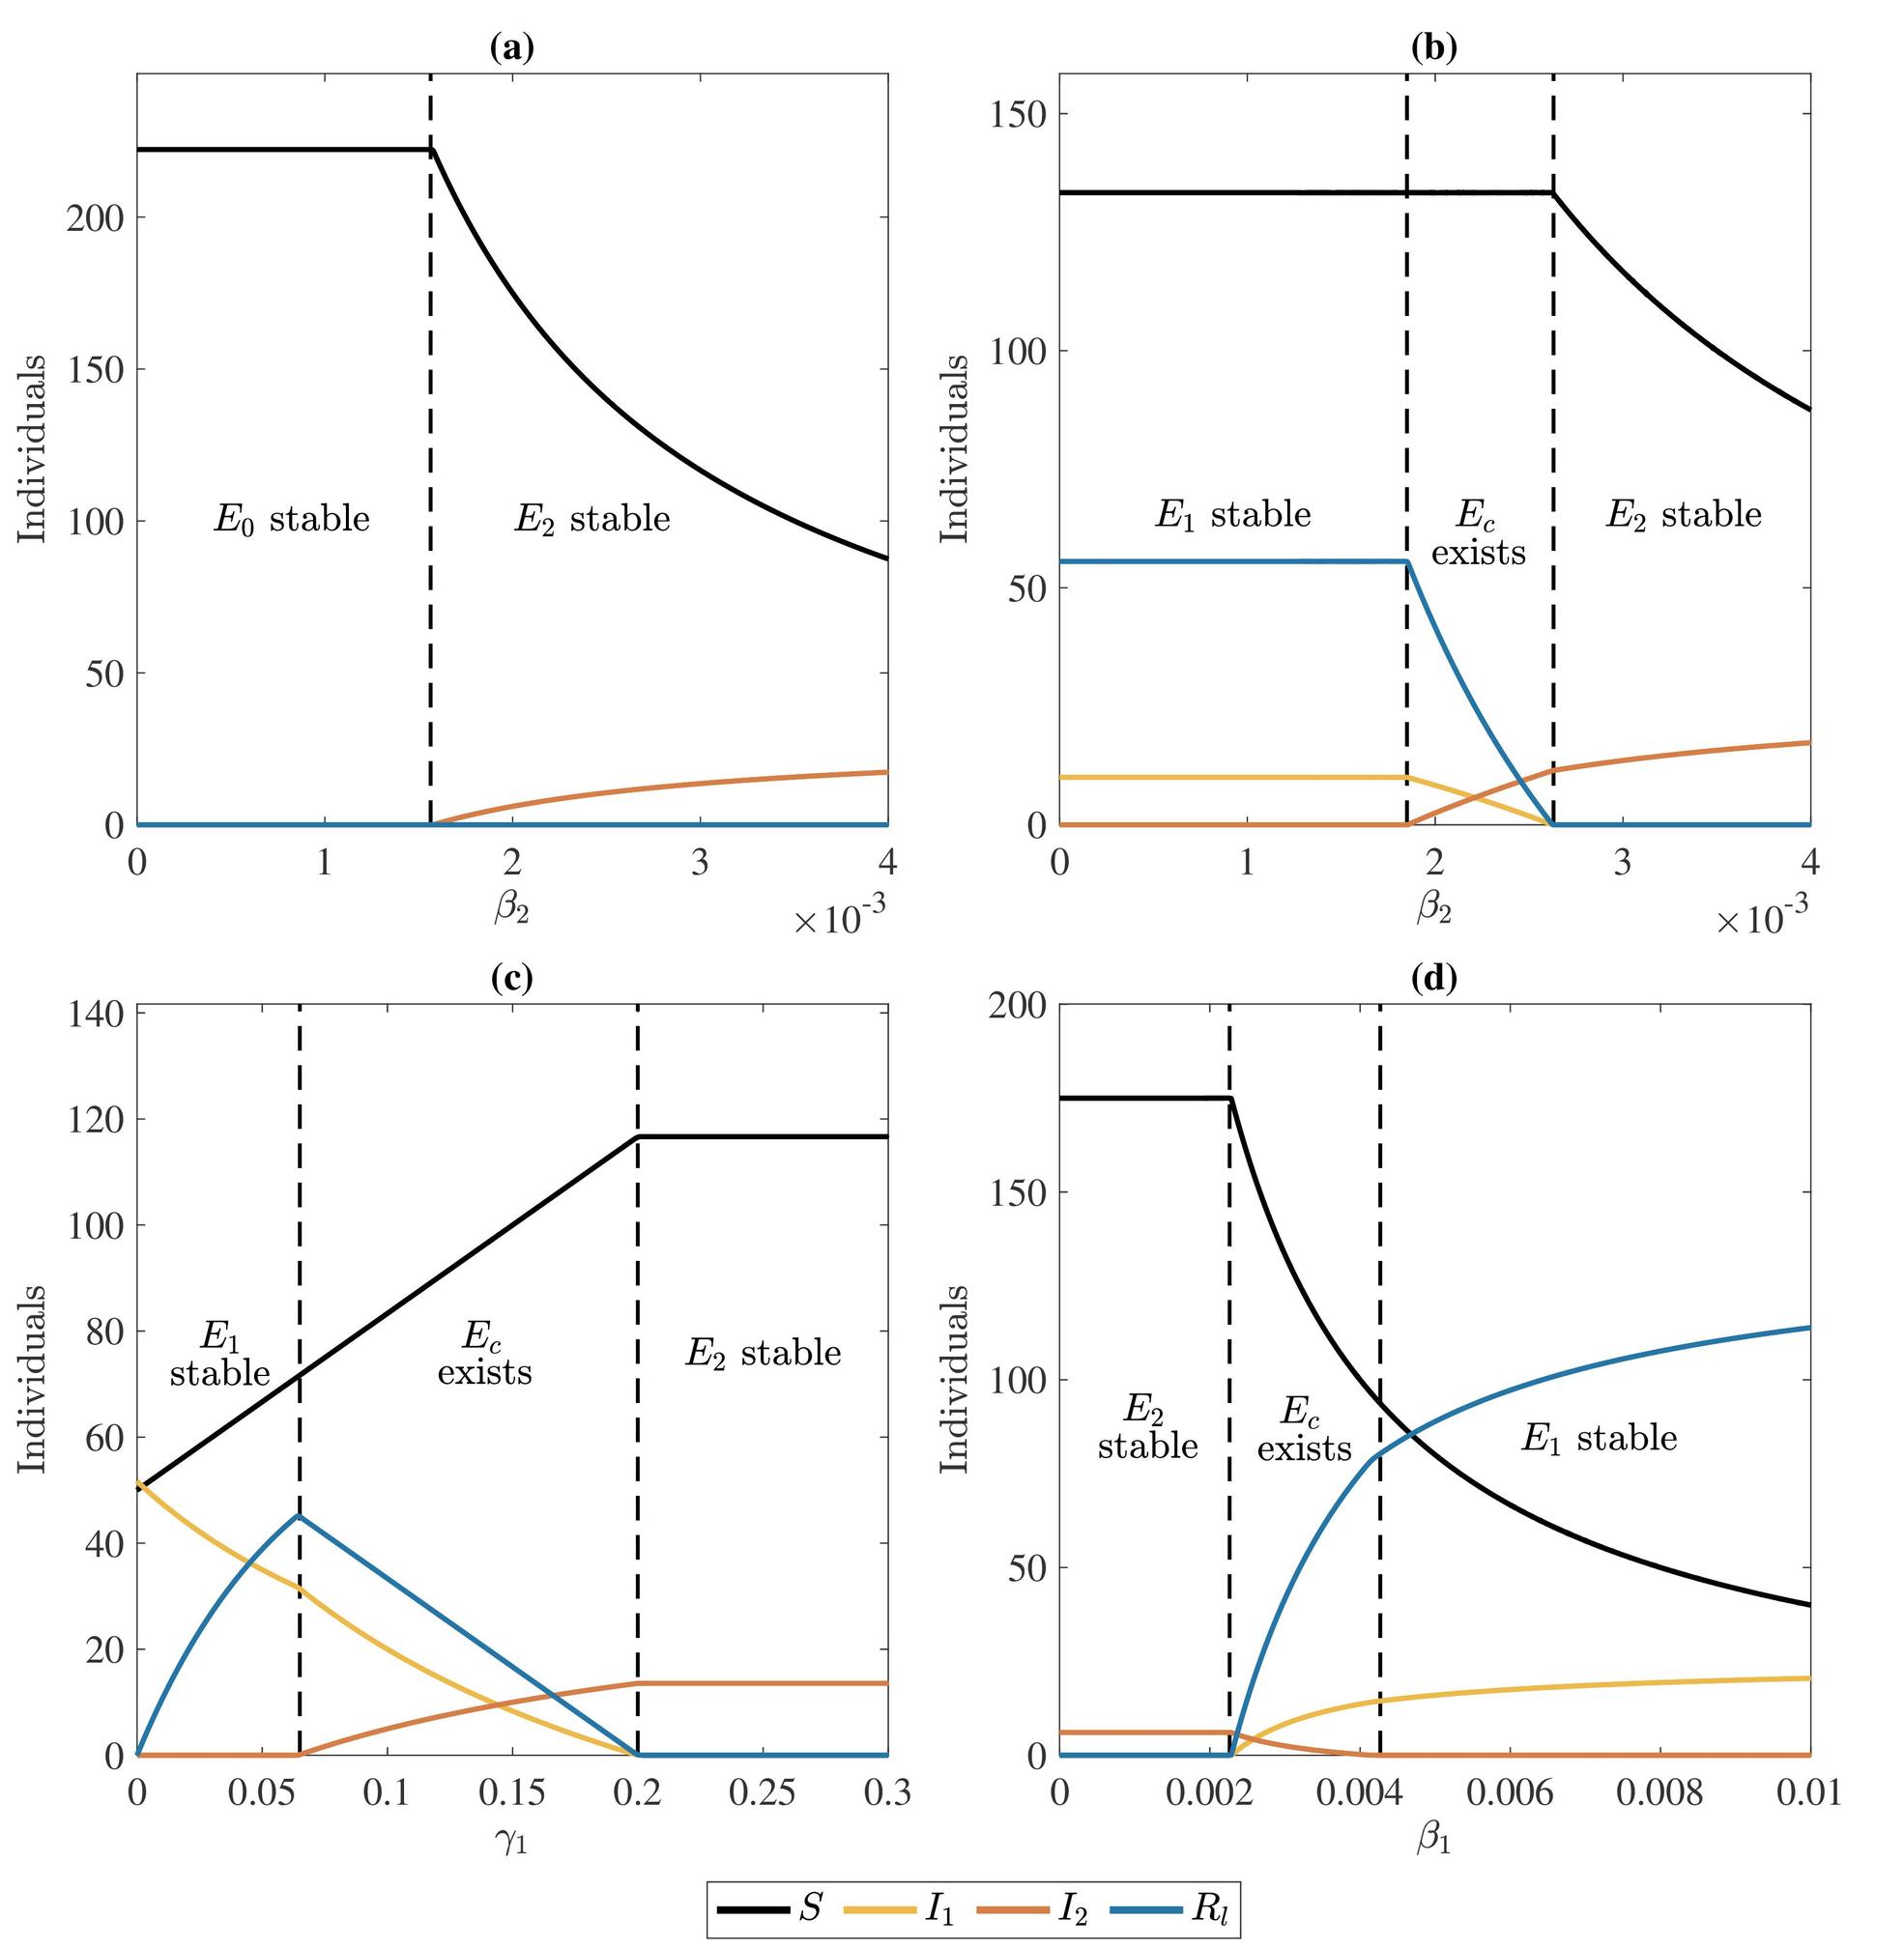 (a)
Individuals
200
150
100
50
0
E₀ stable
E₂ stable
0 1 2 3 4
β₂
×10⁻³
(b)
Individuals
150
100
50
0
E₁ stable
E_c
exists
E₂ stable
0 1 2 3 4
β₂
×10⁻³
(c)
Individuals
140
120
100
80
60
40
20
0
E₁
stable
E_c
exists
E₂ stable
0 0.05 0.1 0.15 0.2 0.25 0.3
γ₁
(d)
Individuals
200
150
100
50
0
E₂
stable
E_c
exists
E₁ stable
0 0.002 0.004 0.006 0.008 0.01
β₁
S I₁ I₂ R_l